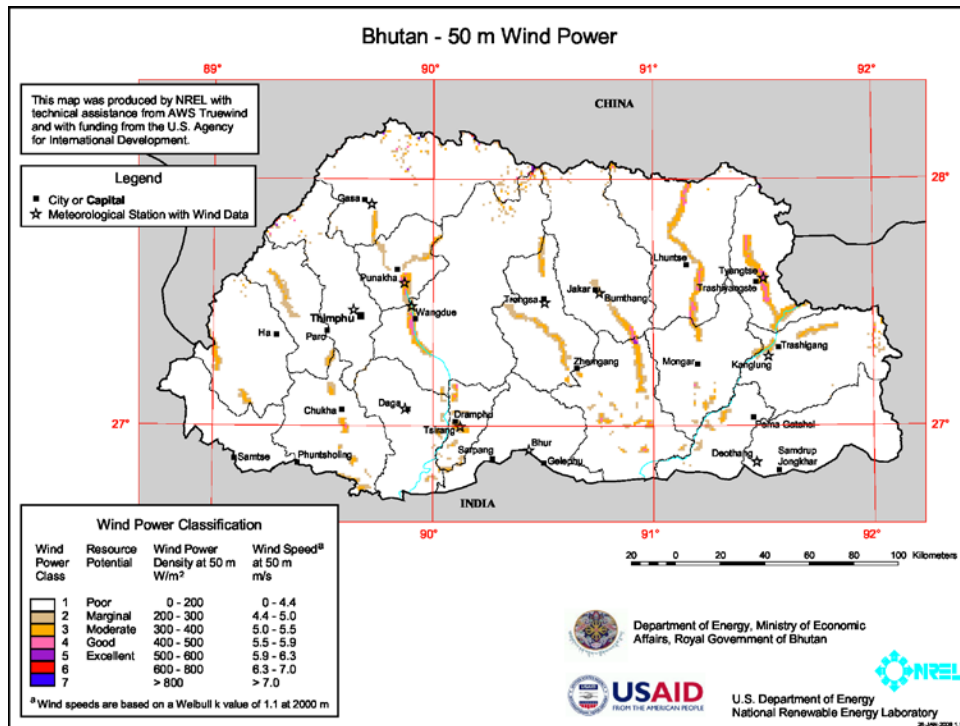 Bhutan - 50 m Wind Power
89°
90°
91°
92°
This map was produced by NREL with
technical assistance from AWS Truewind
and with funding from the U.S. Agency
for International Development.
CHINA
Legend
City or Capital
Meteorological Station with Wind Data
28°
28°
Gasa
Punakha
Lhuntse
Tyangtse
Trashiyangste
Jakar
Bumthang
Trongsa
Thimphu
Wangdue
Ha
Paro
Trashigang
Kanglung
Mongar
Zhemgang
Chukha
Daga
Dramphu
Tsirang
27°
27°
Pema Gatshel
Samtse
Phuntsholing
Sarpang
Bhur
Gelephu
Deothang
Samdrup
Jongkhar
INDIA
90°
91°
92°
20 0 20 40 60 80 100 Kilometers
Wind Power Classification
Wind Resource Wind Power Wind Speedᵃ
Power Potential Density at 50 m at 50 m
Class W/m² m/s
1 Poor 0 - 200 0 - 4.4
2 Marginal 200 - 300 4.4 - 5.0
3 Moderate 300 - 400 5.0 - 5.5
4 Good 400 - 500 5.5 - 5.9
5 Excellent 500 - 600 5.9 - 6.3
6 600 - 800 6.3 - 7.0
7 > 800 > 7.0
ᵃ Wind speeds are based on a Weibull k value of 1.1 at 2000 m
Department of Energy, Ministry of Economic
Affairs, Royal Government of Bhutan
USAID
FROM THE AMERICAN PEOPLE
NREL
U.S. Department of Energy
National Renewable Energy Laboratory